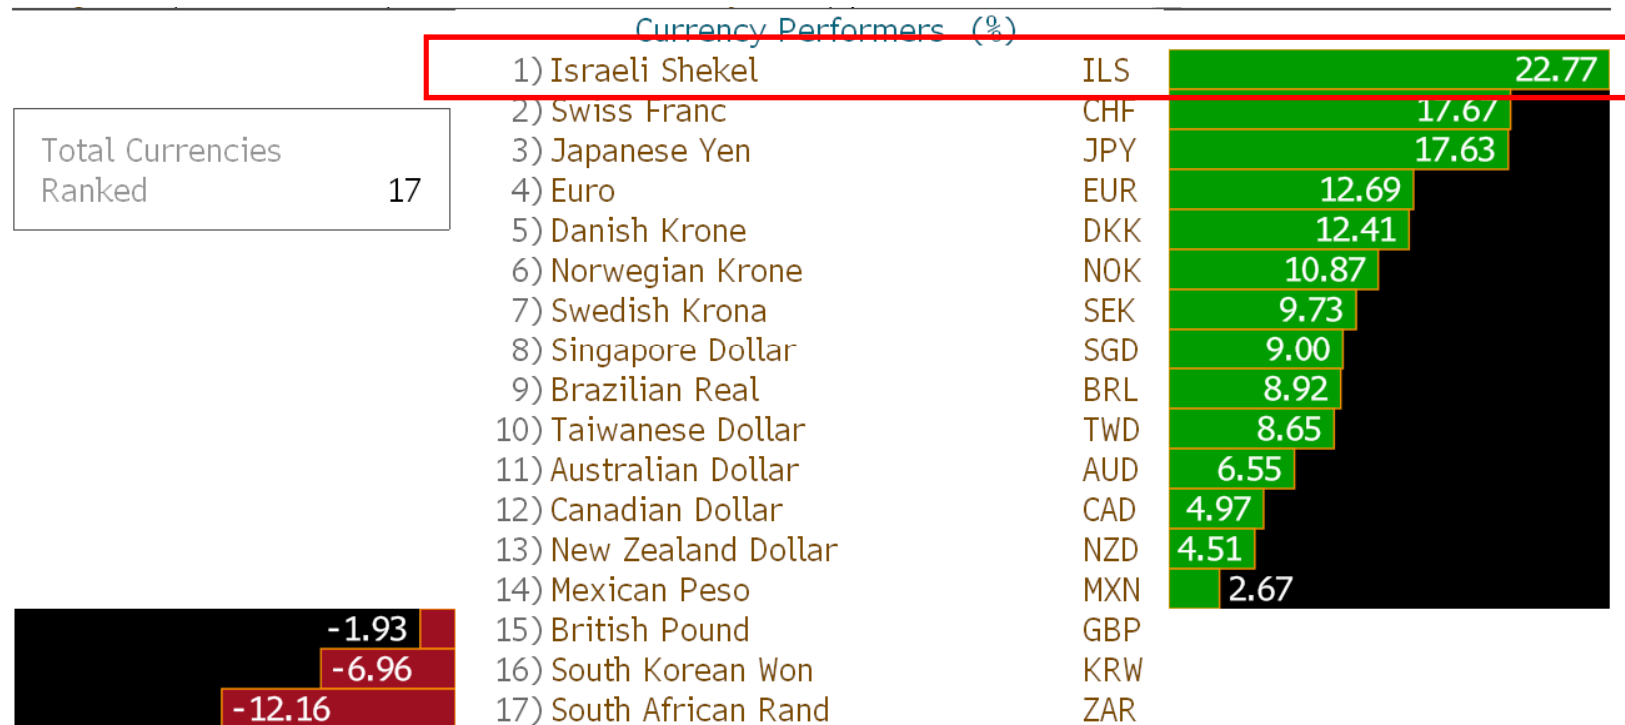 Currency Performers (%)
1) Israeli Shekel ILS 22.77
2) Swiss Franc CHF 17.67
Total Currencies
Ranked 17
3) Japanese Yen JPY 17.63
4) Euro EUR 12.69
5) Danish Krone DKK 12.41
6) Norwegian Krone NOK 10.87
7) Swedish Krona SEK 9.73
8) Singapore Dollar SGD 9.00
9) Brazilian Real BRL 8.92
10) Taiwanese Dollar TWD 8.65
11) Australian Dollar AUD 6.55
12) Canadian Dollar CAD 4.97
13) New Zealand Dollar NZD 4.51
14) Mexican Peso MXN 2.67
-1.93 15) British Pound GBP
-6.96 16) South Korean Won KRW
-12.16 17) South African Rand ZAR